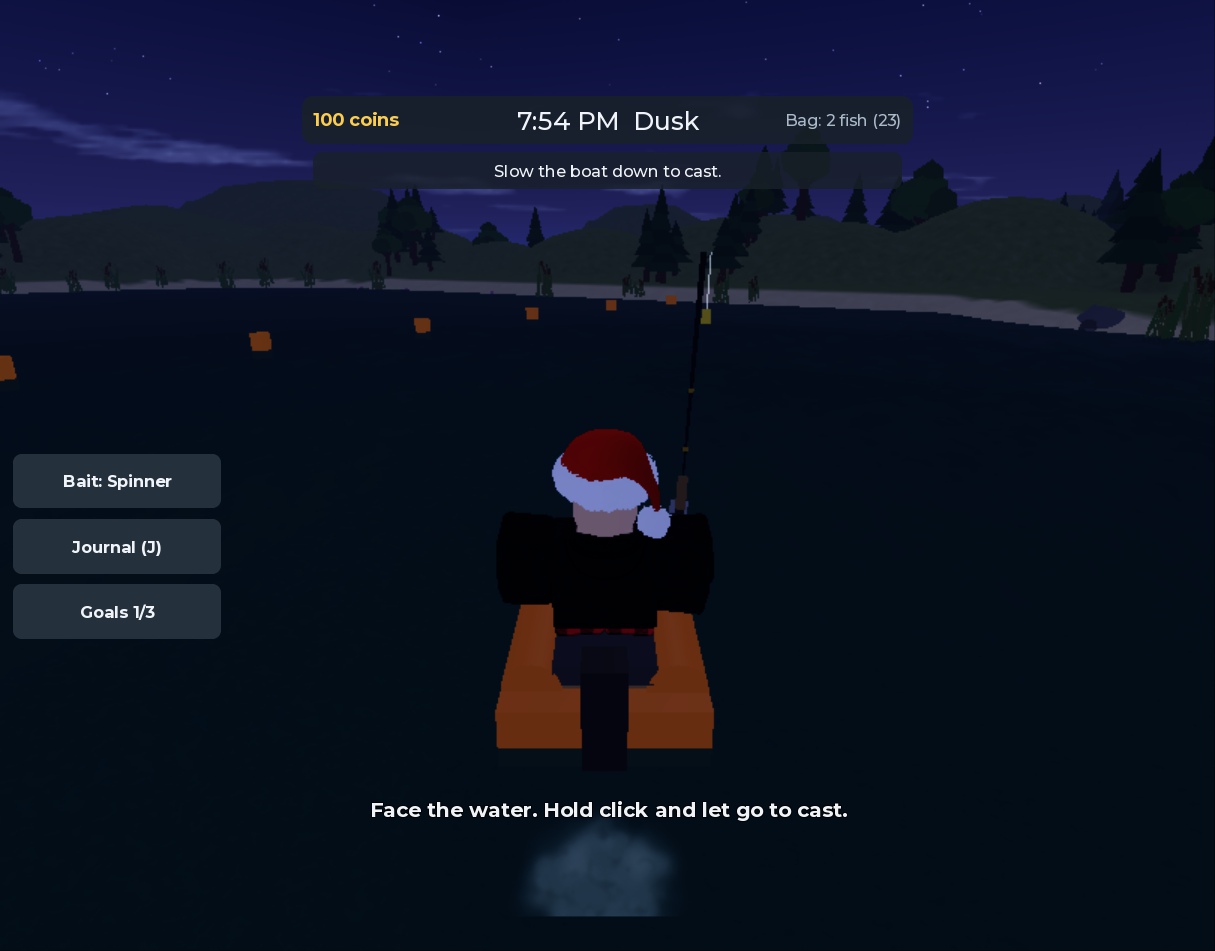 100 coins
7:54 PM  Dusk
Bag: 2 fish (23)
Slow the boat down to cast.
Bait: Spinner
Journal (J)
Goals 1/3
Face the water. Hold click and let go to cast.